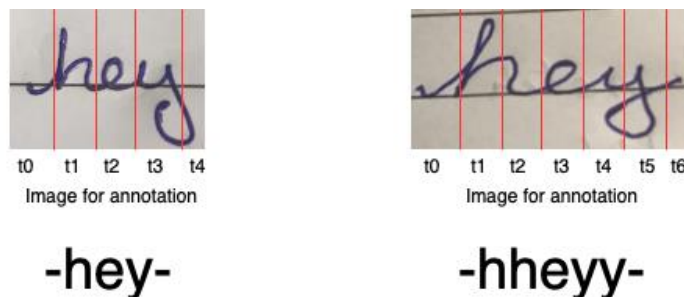 hey hey
t0 t1 t2 t3 t4 t0 t1 t2 t3 t4 t5 t6
Image for annotation Image for annotation
-hey- -hheyy-